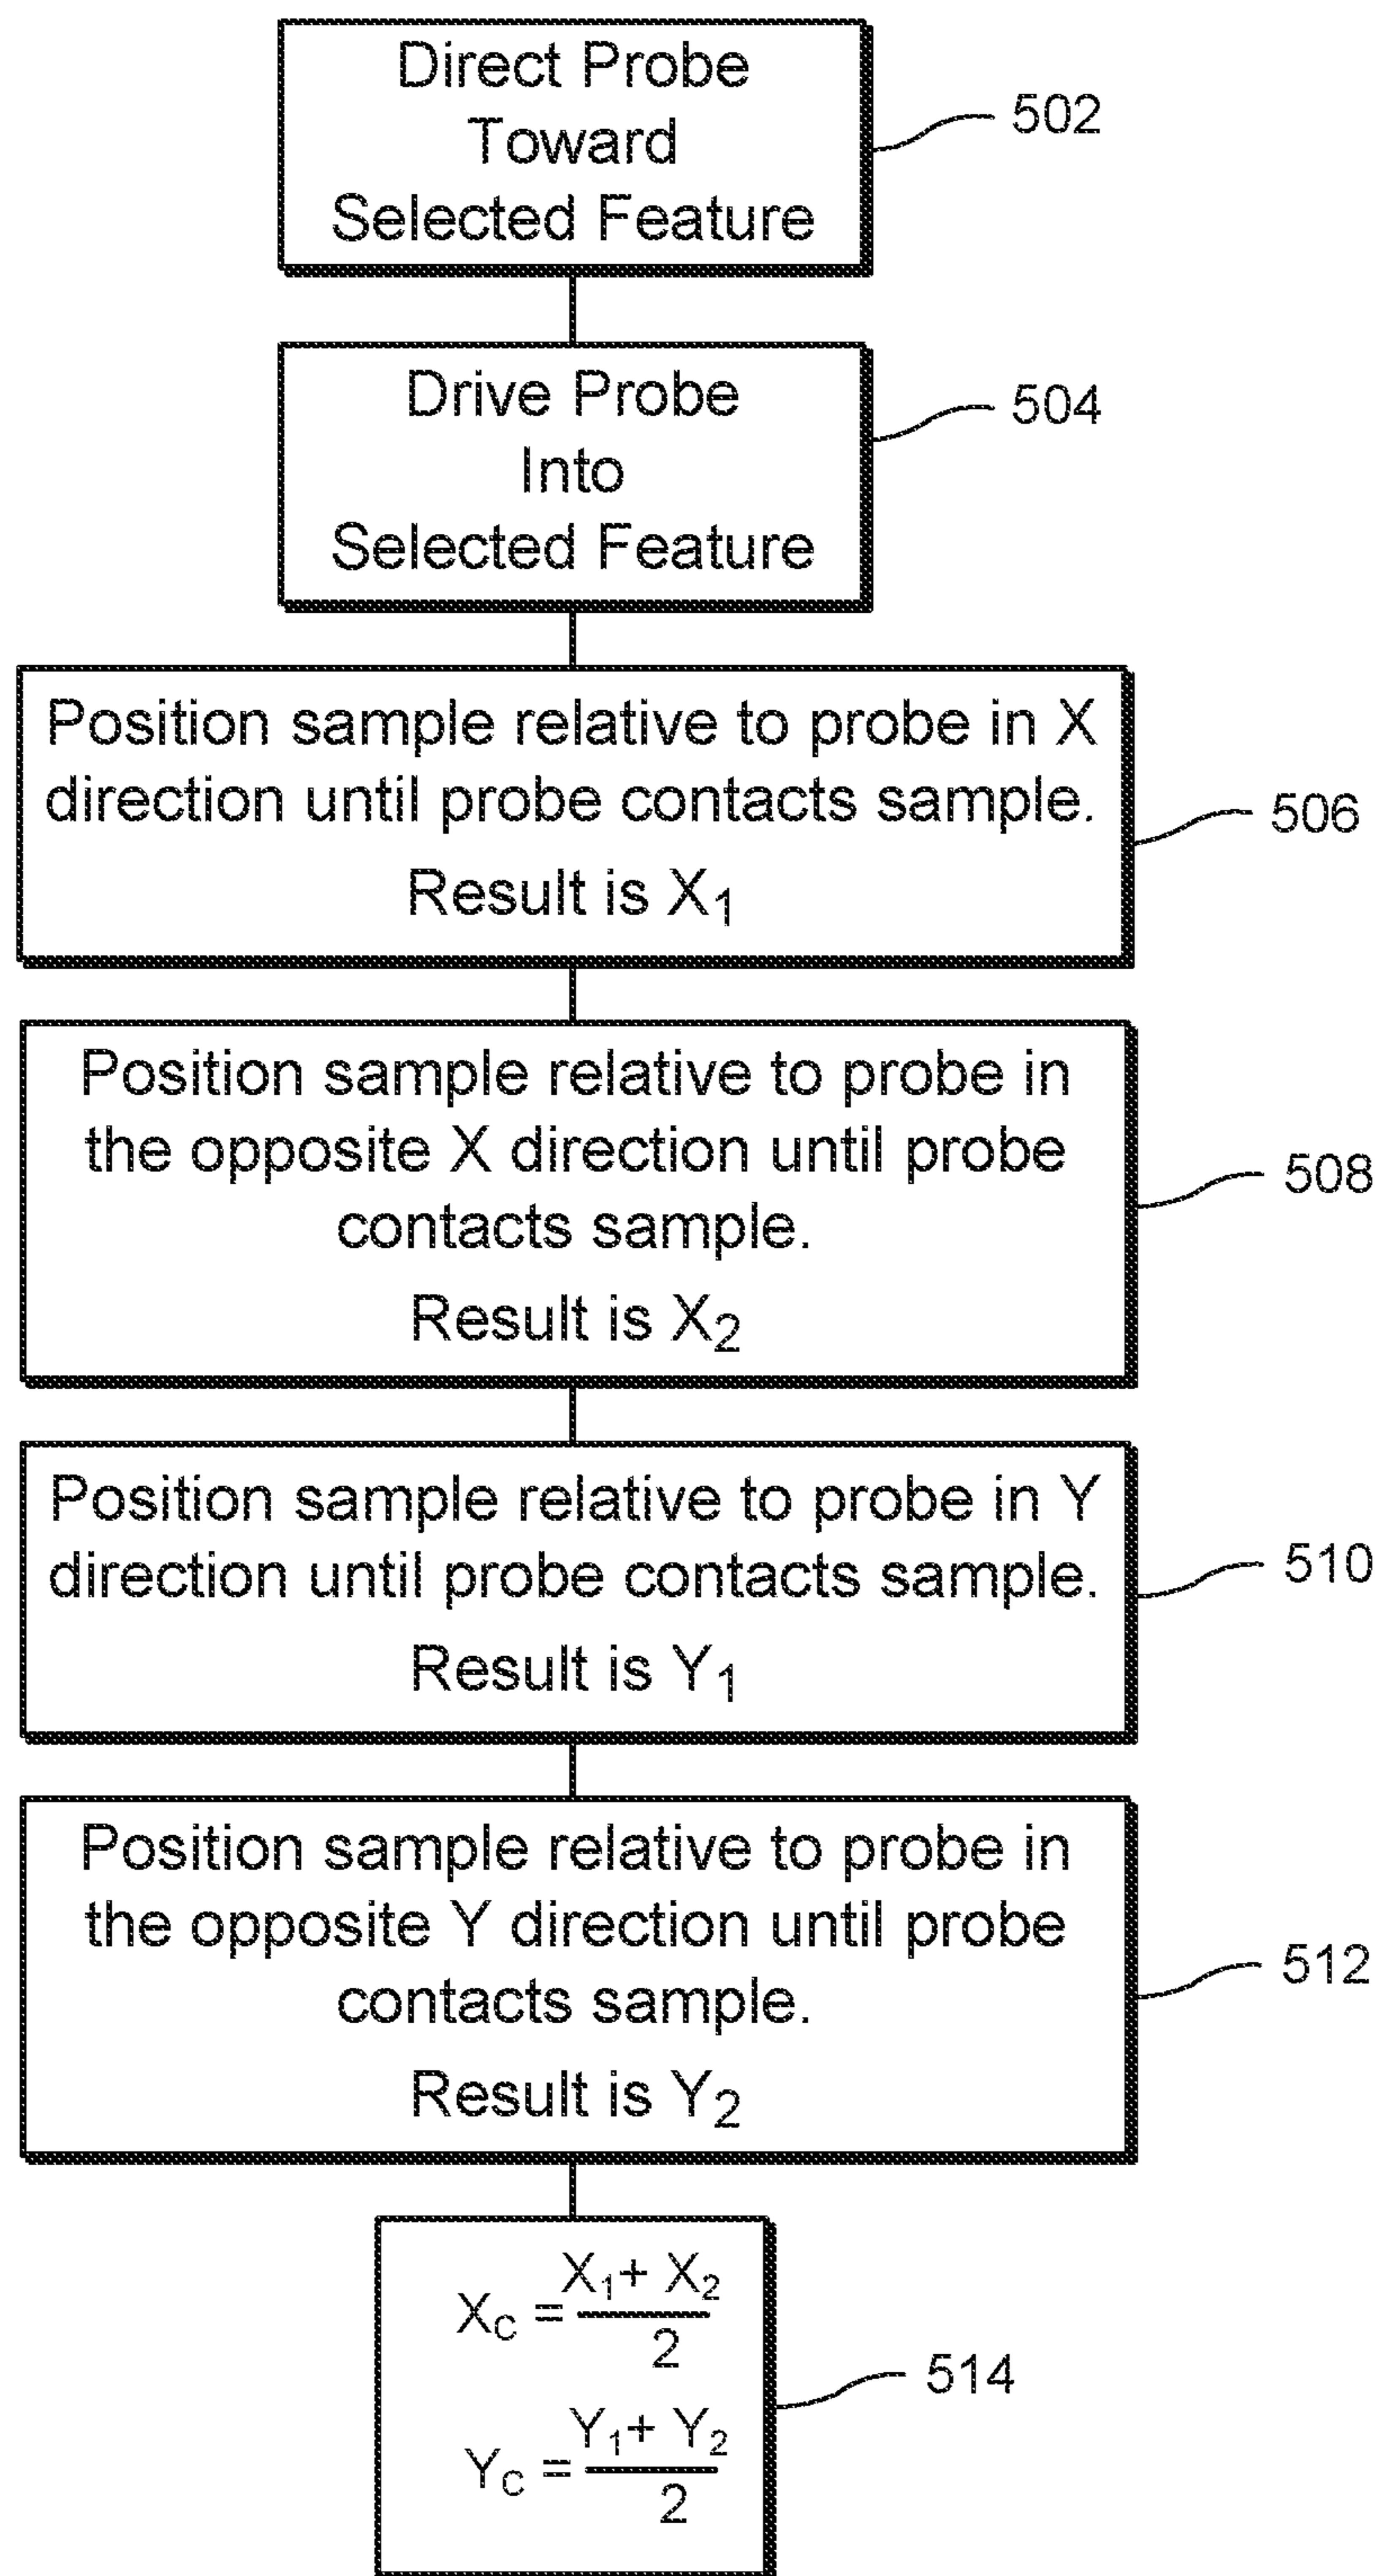 Direct Probe
Toward
Selected Feature
502
Drive Probe
Into
Selected Feature
504
Position sample relative to probe in X
direction until probe contacts sample.
Result is X₁
506
Position sample relative to probe in
the opposite X direction until probe
contacts sample.
Result is X₂
508
Position sample relative to probe in Y
direction until probe contacts sample.
Result is Y₁
510
Position sample relative to probe in
the opposite Y direction until probe
contacts sample.
Result is Y₂
512
X_C = (X₁ + X₂) / 2
Y_C = (Y₁ + Y₂) / 2
514